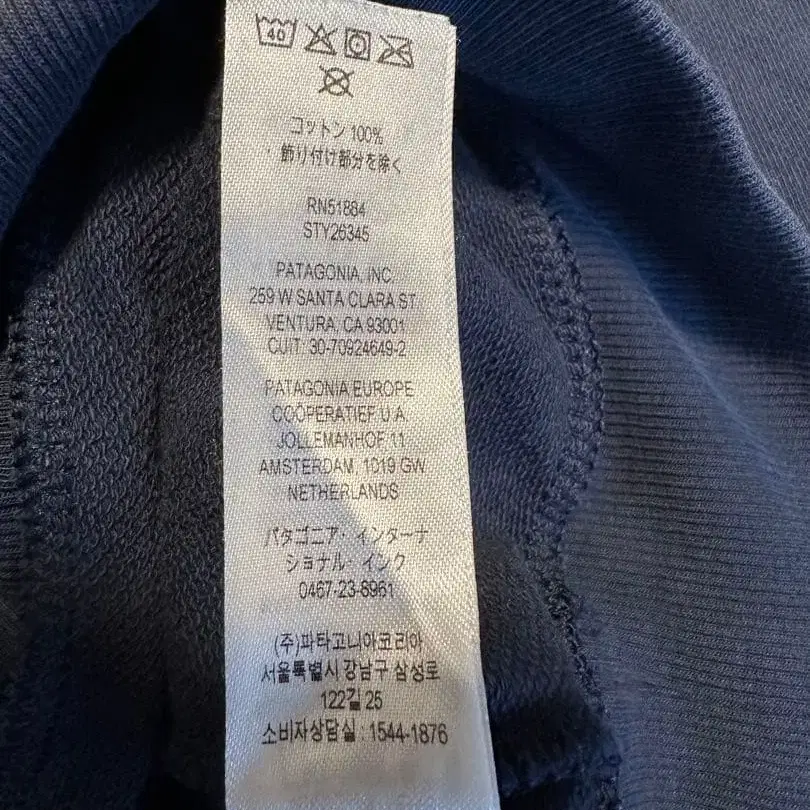 40
コットン 100%
・飾り付け部分を除く
RN51884
STY26345
PATAGONIA, INC.
259 W SANTA CLARA ST
VENTURA, CA 93001
CUIT: 30-70924649-2
PATAGONIA EUROPE
COÖPERATIEF U.A.
JOLLEMANHOF 11
AMSTERDAM, 1019 GW
NETHERLANDS
パタゴニア・インターナ
ショナル・インク
0467-23-8961
(주)파타고니아코리아
서울특별시 강남구 삼성로
122길 25
소비자상담실 : 1544-1876